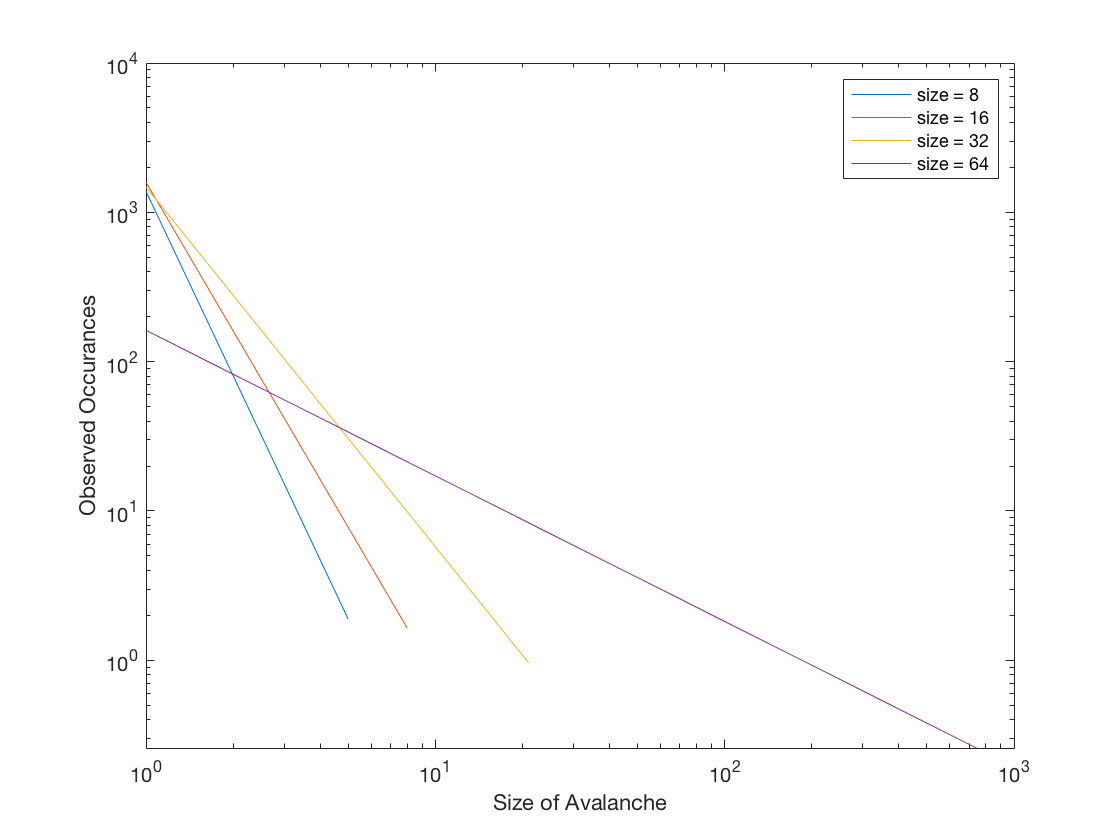 size = 8
size = 16
size = 32
size = 64
10^4
10^3
10^2
10^1
10^0
Observed Occurances
10^0 10^1 10^2 10^3
Size of Avalanche